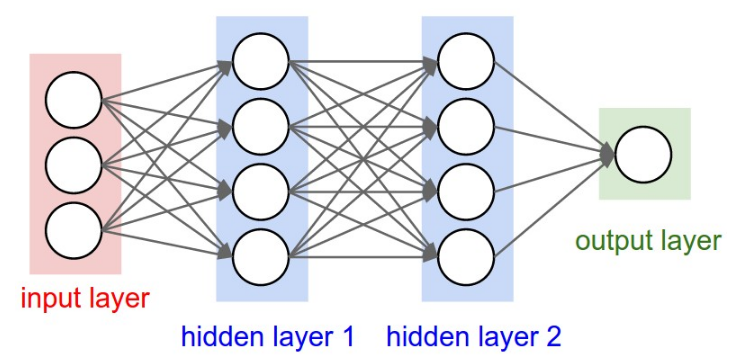 input layer
hidden layer 1
hidden layer 2
output layer